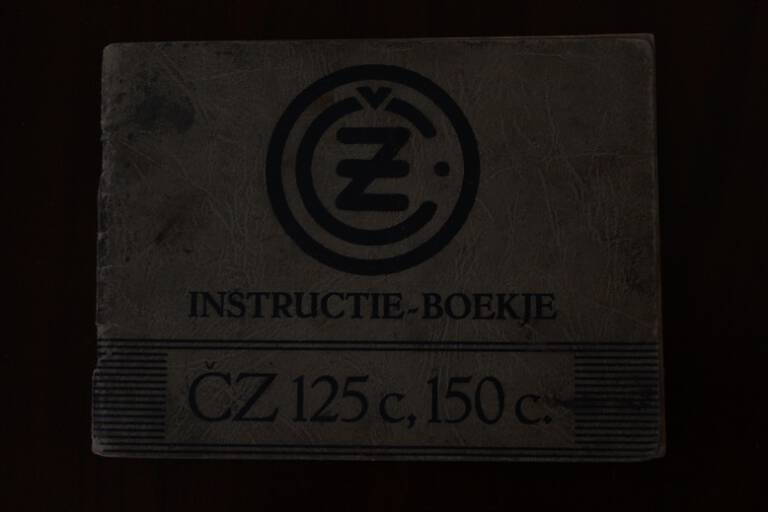 ČZ.
INSTRUCTIE-BOEKJE
ČZ 125 c, 150 c.